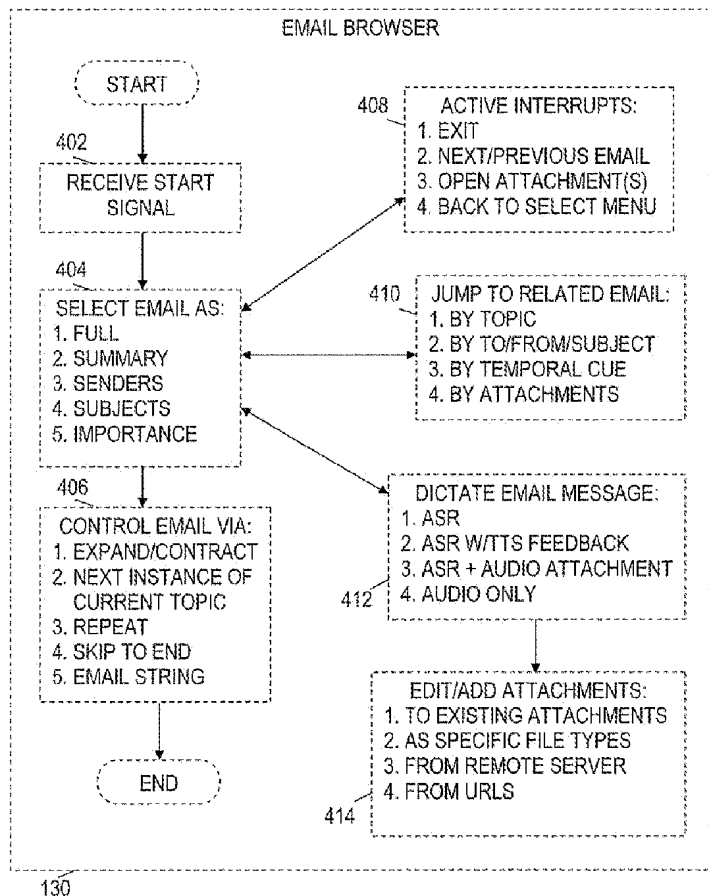 EMAIL BROWSER
START
402
RECEIVE START
SIGNAL
404
SELECT EMAIL AS:
1. FULL
2. SUMMARY
3. SENDERS
4. SUBJECTS
5. IMPORTANCE
406
CONTROL EMAIL VIA:
1. EXPAND/CONTRACT
2. NEXT INSTANCE OF
CURRENT TOPIC
3. REPEAT
4. SKIP TO END
5. EMAIL STRING
END
408
ACTIVE INTERRUPTS:
1. EXIT
2. NEXT/PREVIOUS EMAIL
3. OPEN ATTACHMENT(S)
4. BACK TO SELECT MENU
410
JUMP TO RELATED EMAIL:
1. BY TOPIC
2. BY TO/FROM/SUBJECT
3. BY TEMPORAL CUE
4. BY ATTACHMENTS
DICTATE EMAIL MESSAGE:
1. ASR
2. ASR W/TTS FEEDBACK
3. ASR + AUDIO ATTACHMENT
4. AUDIO ONLY
412
EDIT/ADD ATTACHMENTS:
1. TO EXISTING ATTACHMENTS
2. AS SPECIFIC FILE TYPES
3. FROM REMOTE SERVER
4. FROM URLS
414
130